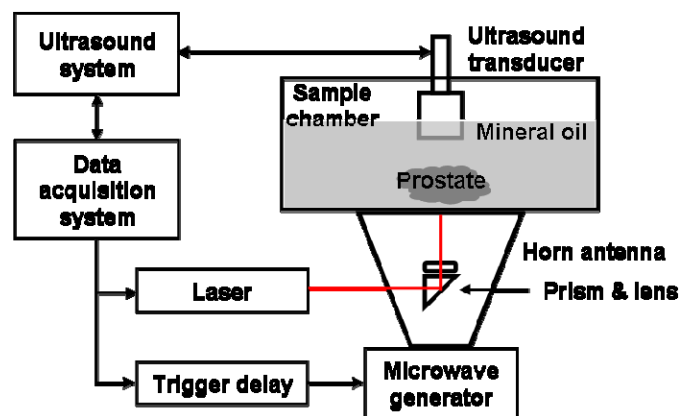 Ultrasound
system
Ultrasound
transducer
Sample
chamber
Mineral oil
Data
acquisition
system
Prostate
Horn antenna
Laser
Prism & lens
Trigger delay
Microwave
generator